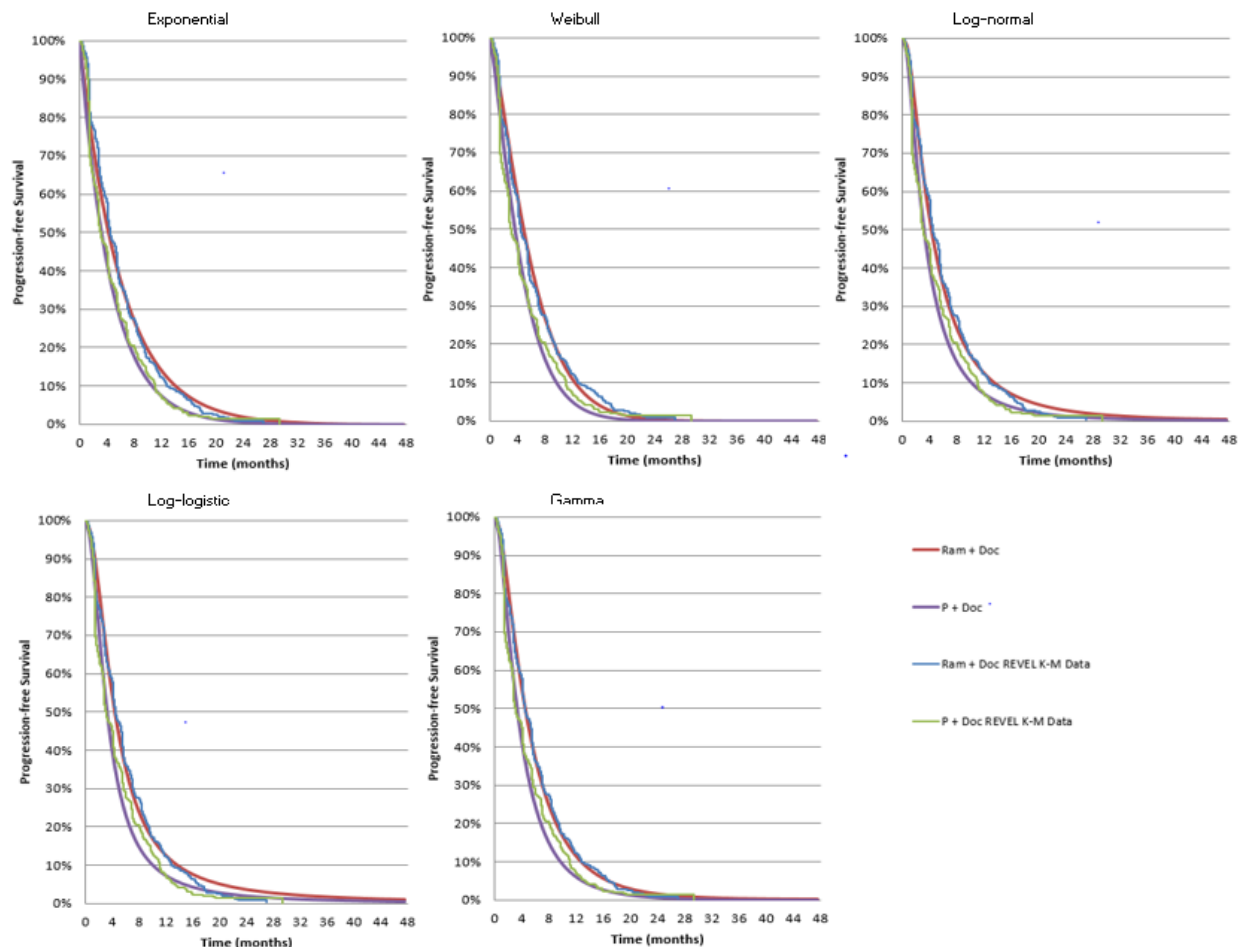 Exponential
100%
90%
80%
70%
60%
50%
40%
30%
20%
10%
0%
Progression-free Survival
0 4 8 12 16 20 24 28 32 36 40 44 48
Time (months)
Weibull
100%
90%
80%
70%
60%
50%
40%
30%
20%
10%
0%
Progression-free Survival
0 4 8 12 16 20 24 28 32 36 40 44 48
Time (months)
Log-normal
100%
90%
80%
70%
60%
50%
40%
30%
20%
10%
0%
Progression-free Survival
0 4 8 12 16 20 24 28 32 36 40 44 48
Time (months)
Log-logistic
100%
90%
80%
70%
60%
50%
40%
30%
20%
10%
0%
Progression-free Survival
0 4 8 12 16 20 24 28 32 36 40 44 48
Time (months)
Gamma
100%
90%
80%
70%
60%
50%
40%
30%
20%
10%
0%
Progression-free Survival
0 4 8 12 16 20 24 28 32 36 40 44 48
Time (months)
Ram + Doc
P + Doc
Ram + Doc REVEL K-M Data
P + Doc REVEL K-M Data